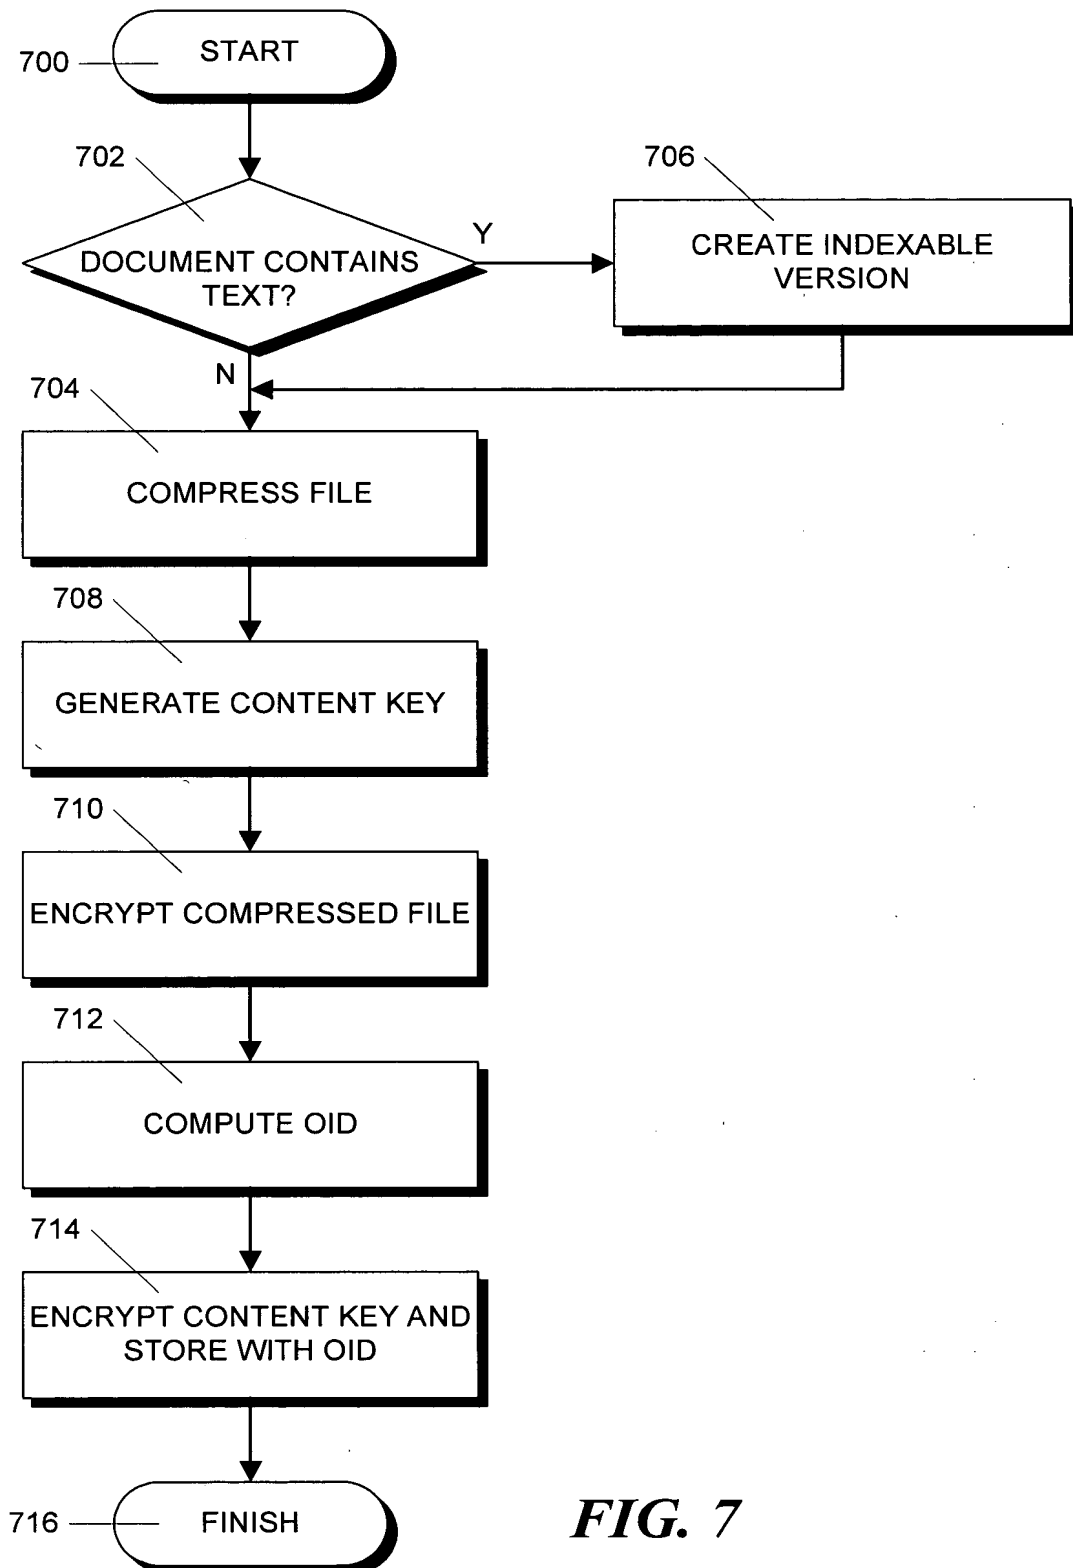 700
START
702
706
DOCUMENT CONTAINS
TEXT?
Y
CREATE INDEXABLE
VERSION
N
704
COMPRESS FILE
708
GENERATE CONTENT KEY
710
ENCRYPT COMPRESSED FILE
712
COMPUTE OID
714
ENCRYPT CONTENT KEY AND
STORE WITH OID
716
FINISH
FIG. 7